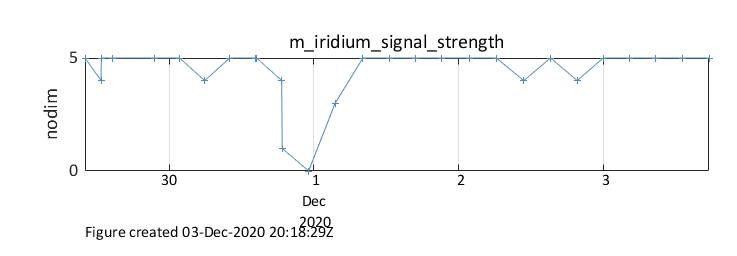 m_iridium_signal_strength
5
nodim
0
30 1 2 3
Dec
2020
Figure created 03-Dec-2020 20:18:29Z